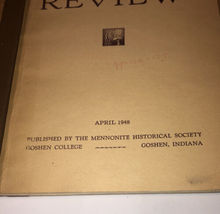 REVIEW
APRIL 1948
PUBLISHED BY THE MENNONITE HISTORICAL SOCIETY
GOSHEN COLLEGE ------- GOSHEN, INDIANA